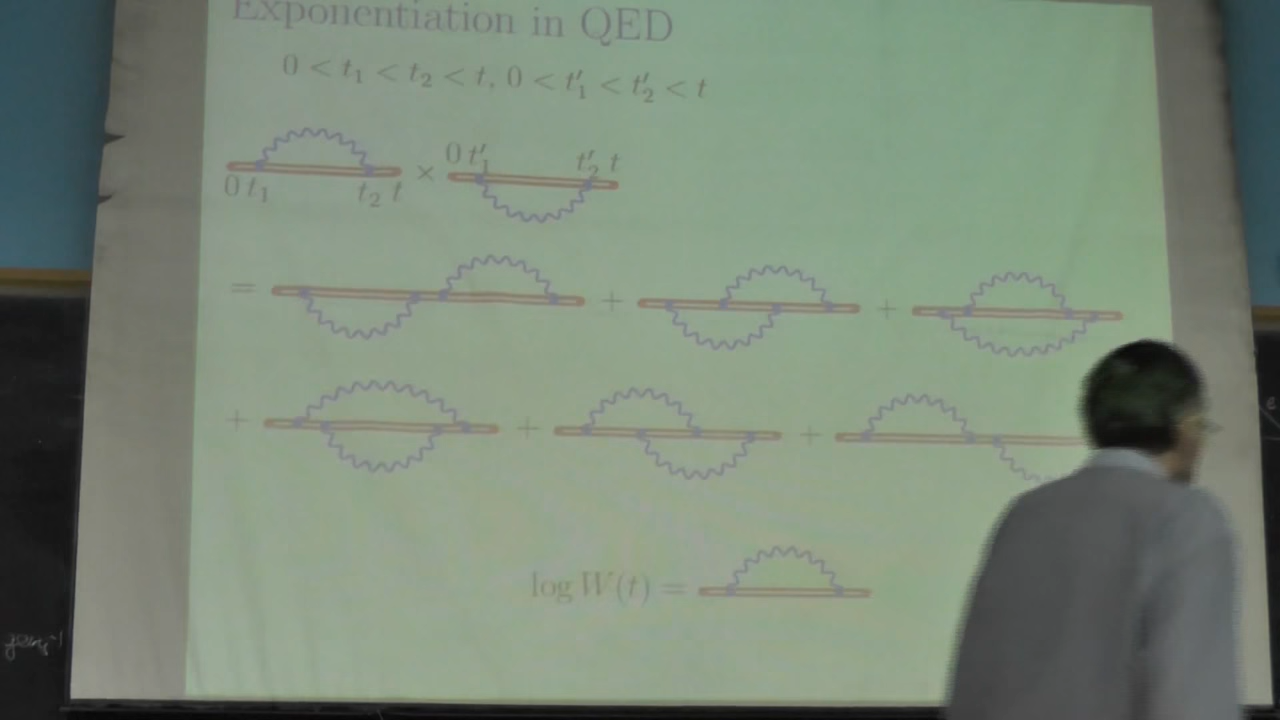 Exponentiation in QED
0 < t₁ < t₂ < t, 0 < t′₁ < t′₂ < t
0 t′₁ t′₂ t
×
0 t₁ t₂ t
= + +
+ + +
log W(t) =